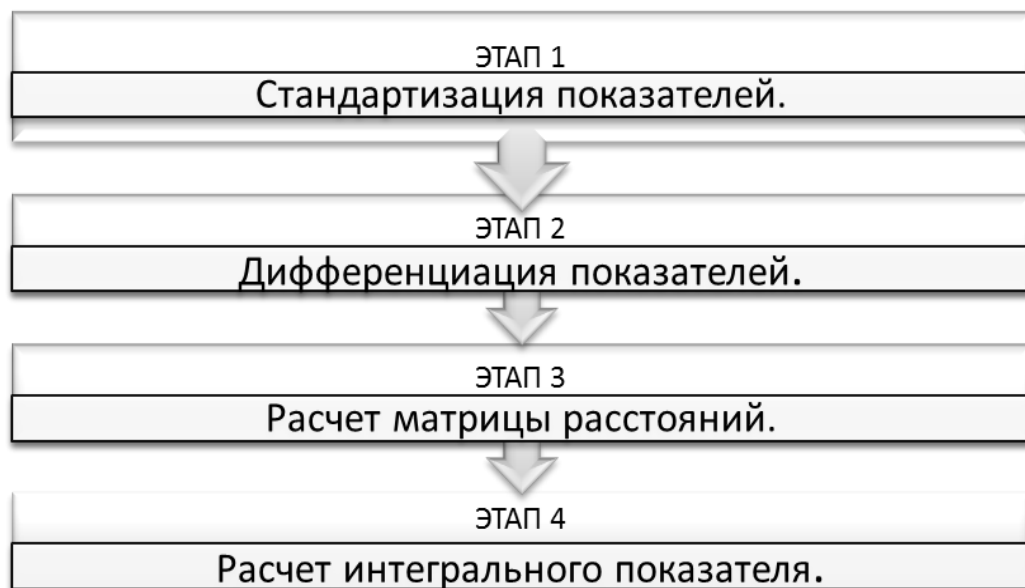 ЭТАП 1
Стандартизация показателей.
ЭТАП 2
Дифференциация показателей.
ЭТАП 3
Расчет матрицы расстояний.
ЭТАП 4
Расчет интегрального показателя.